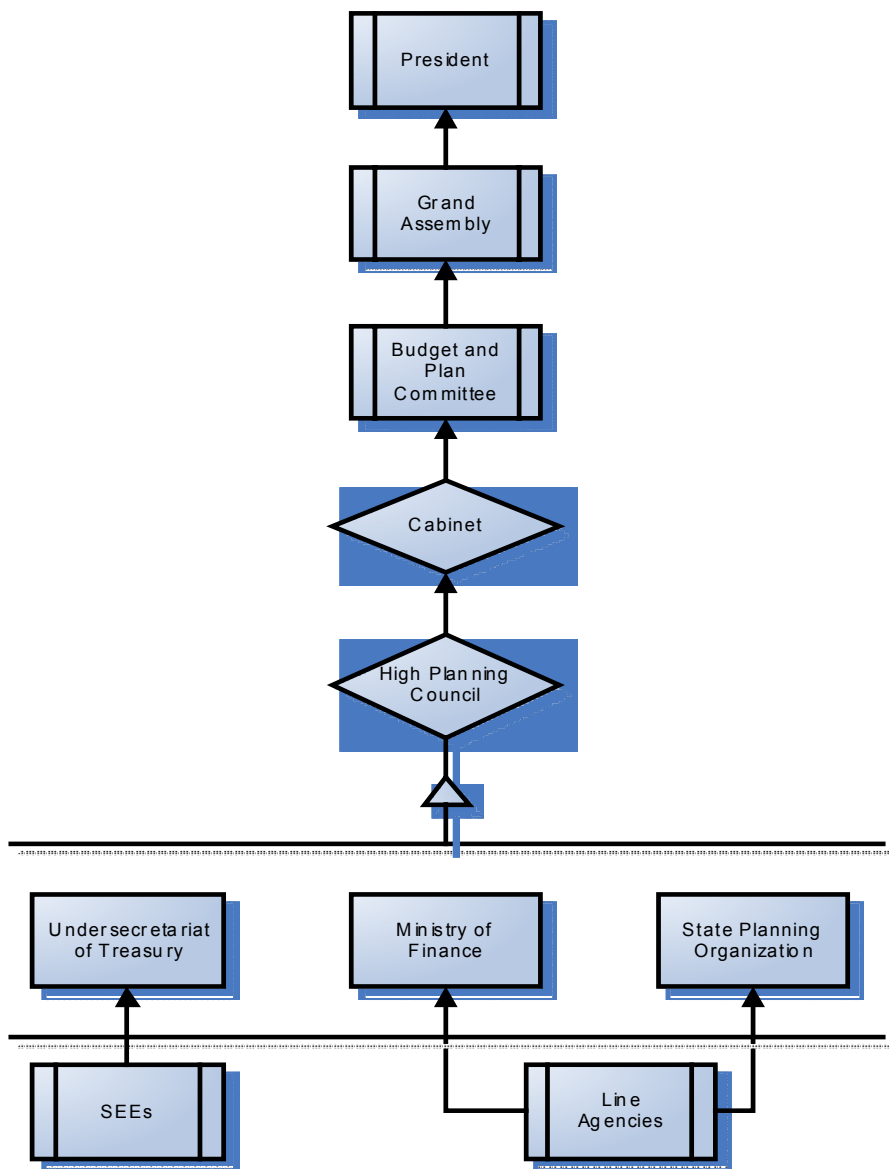 President
Grand
Assembly
Budget and
Plan
Committee
Cabinet
High Planning
Council
Undersecretariat
of Treasury
Ministry of
Finance
State Planning
Organization
SEEs
Line
Agencies